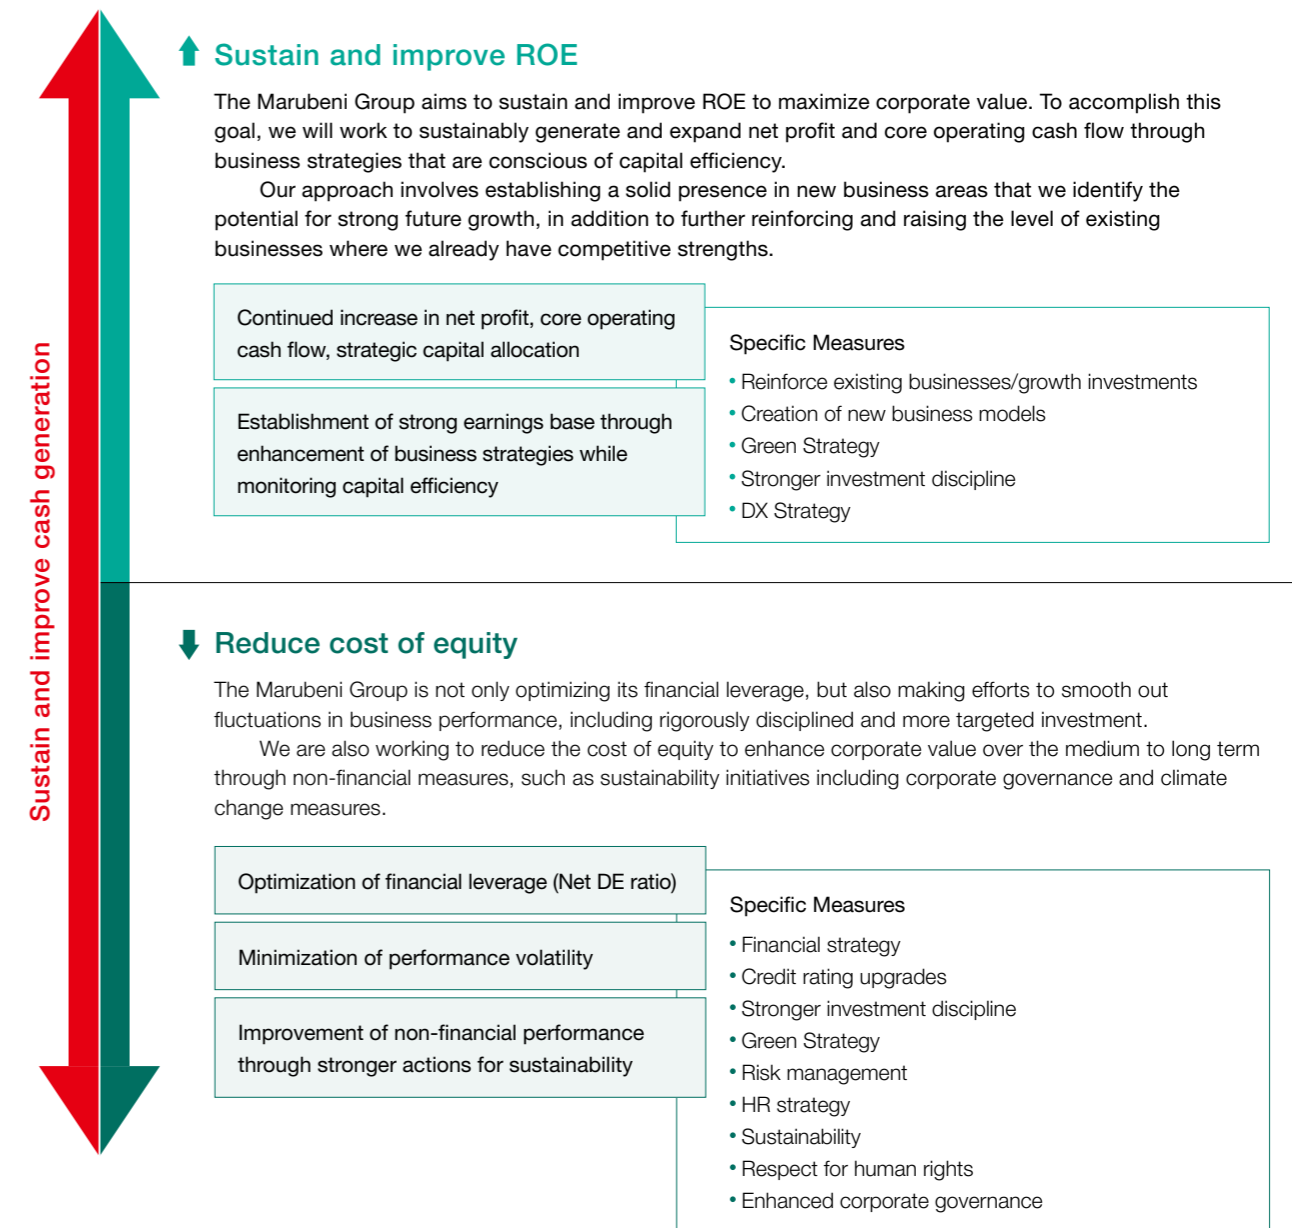 Sustain and improve cash generation
Sustain and improve ROE
The Marubeni Group aims to sustain and improve ROE to maximize corporate value. To accomplish this
goal, we will work to sustainably generate and expand net profit and core operating cash flow through
business strategies that are conscious of capital efficiency.
Our approach involves establishing a solid presence in new business areas that we identify the
potential for strong future growth, in addition to further reinforcing and raising the level of existing
businesses where we already have competitive strengths.
Continued increase in net profit, core operating
cash flow, strategic capital allocation
Establishment of strong earnings base through
enhancement of business strategies while
monitoring capital efficiency
Specific Measures
• Reinforce existing businesses/growth investments
• Creation of new business models
• Green Strategy
• Stronger investment discipline
• DX Strategy
Reduce cost of equity
The Marubeni Group is not only optimizing its financial leverage, but also making efforts to smooth out
fluctuations in business performance, including rigorously disciplined and more targeted investment.
We are also working to reduce the cost of equity to enhance corporate value over the medium to long term
through non-financial measures, such as sustainability initiatives including corporate governance and climate
change measures.
Optimization of financial leverage (Net DE ratio)
Minimization of performance volatility
Improvement of non-financial performance
through stronger actions for sustainability
Specific Measures
• Financial strategy
• Credit rating upgrades
• Stronger investment discipline
• Green Strategy
• Risk management
• HR strategy
• Sustainability
• Respect for human rights
• Enhanced corporate governance